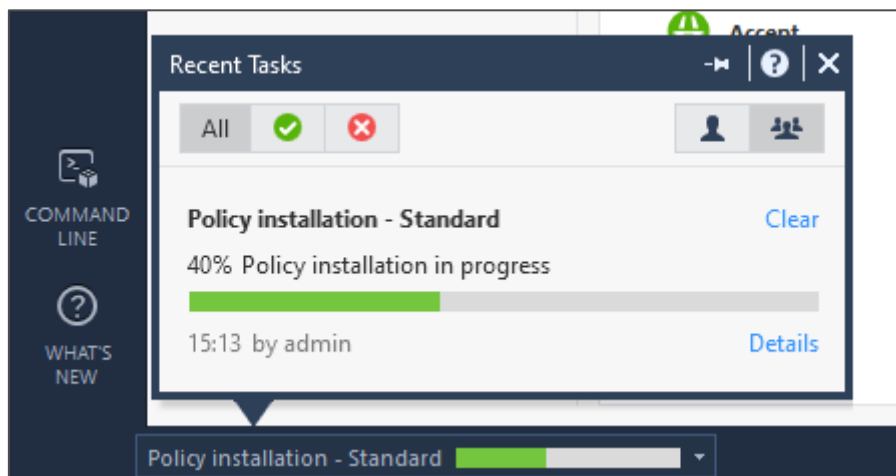 Accept
Recent Tasks
All
COMMAND
LINE
Policy installation - Standard
Clear
40% Policy installation in progress
15:13 by admin
Details
WHAT'S
NEW
Policy installation - Standard